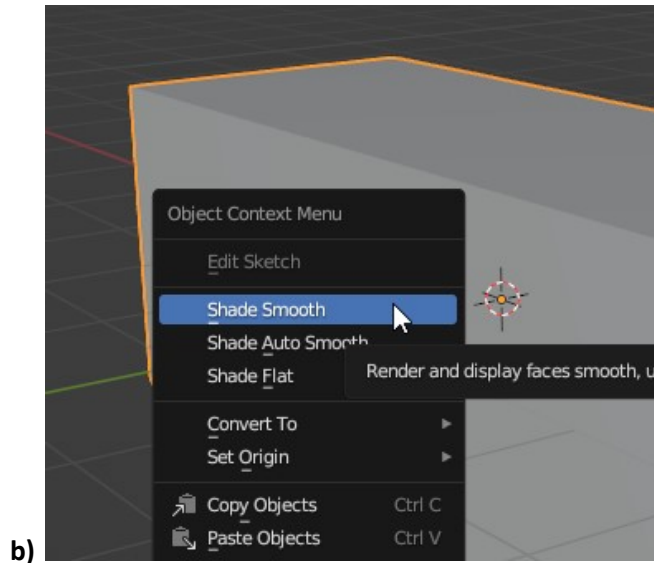 Object Context Menu
Edit Sketch
Shade Smooth
Shade Auto Smooth
Shade Flat
Render and display faces smooth, u
Convert To
Set Origin
Copy Objects Ctrl C
Paste Objects Ctrl V
b)